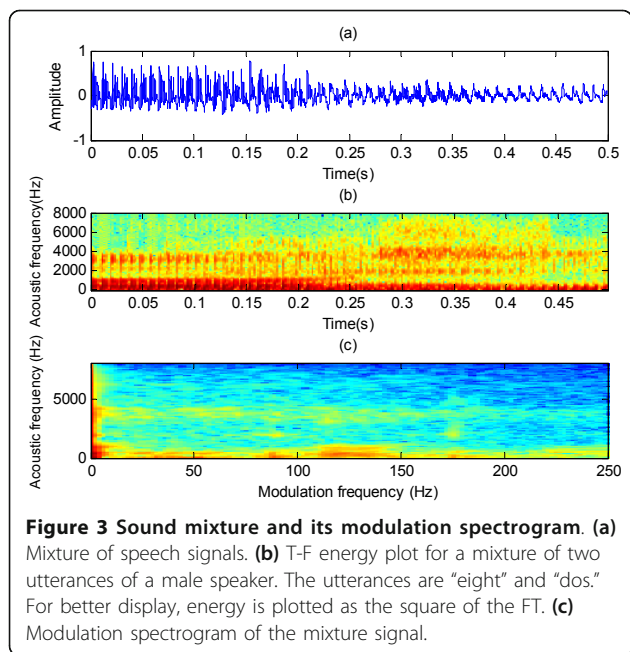 (a)
Amplitude
1
0
-1
0 0.05 0.1 0.15 0.2 0.25 0.3 0.35 0.4 0.45 0.5
Time(s)
(b)
Acoustic frequency(Hz)
8000
6000
4000
2000
0
0 0.05 0.1 0.15 0.2 0.25 0.3 0.35 0.4 0.45
Time(s)
(c)
Acoustic frequency (Hz)
5000
0
0 50 100 150 200 250
Modulation frequency (Hz)
Figure 3 Sound mixture and its modulation spectrogram. (a)
Mixture of speech signals. (b) T-F energy plot for a mixture of two
utterances of a male speaker. The utterances are “eight” and “dos.”
For better display, energy is plotted as the square of the FT. (c)
Modulation spectrogram of the mixture signal.